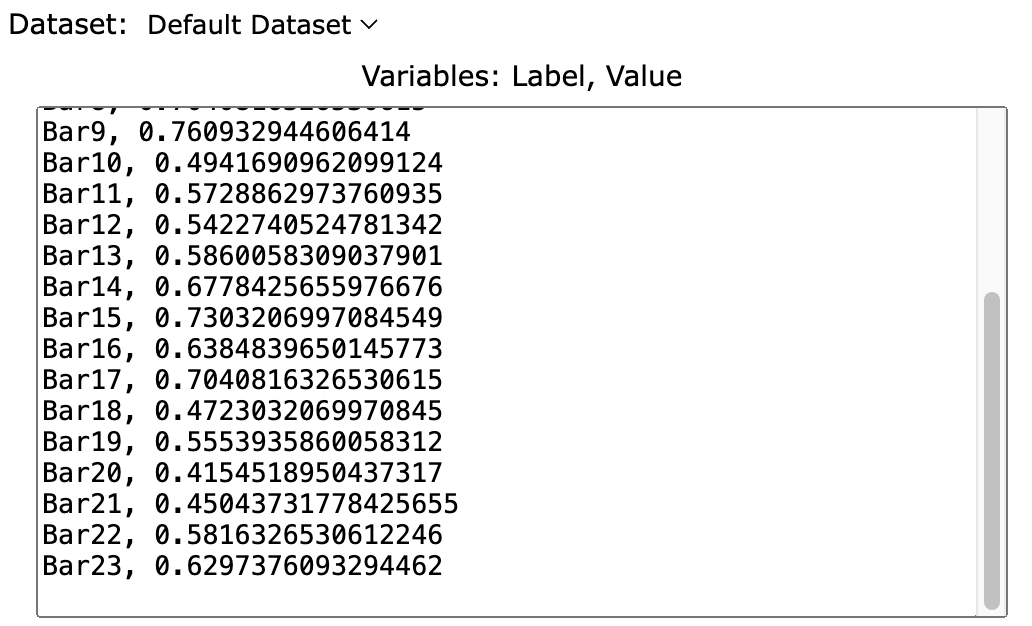 Dataset: Default Dataset
Variables: Label, Value
Bar9, 0.760932944606414
Bar10, 0.4941690962099124
Bar11, 0.5728862973760935
Bar12, 0.5422740524781342
Bar13, 0.5860058309037901
Bar14, 0.6778425655976676
Bar15, 0.7303206997084549
Bar16, 0.6384839650145773
Bar17, 0.7040816326530615
Bar18, 0.4723032069970845
Bar19, 0.5553935860058312
Bar20, 0.4154518950437317
Bar21, 0.45043731778425655
Bar22, 0.5816326530612246
Bar23, 0.6297376093294462